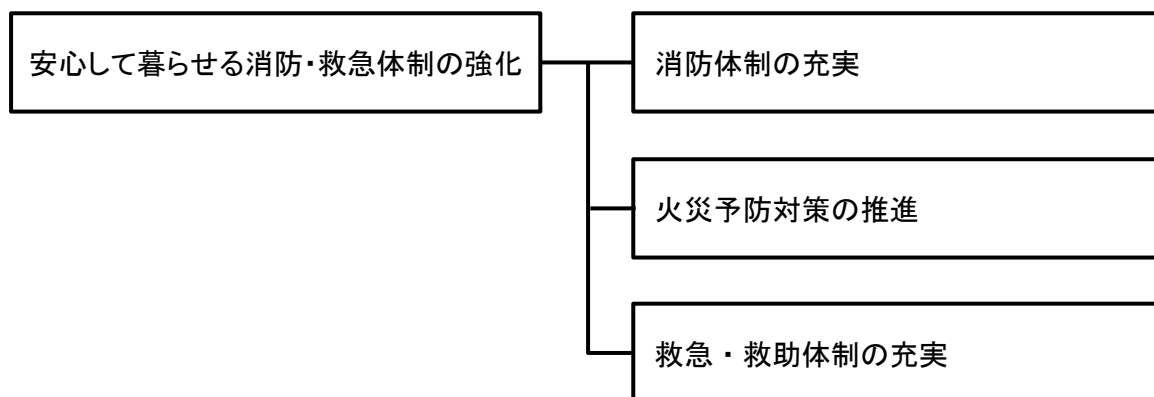 安心して暮らせる消防・救急体制の強化
消防体制の充実
火災予防対策の推進
救急・救助体制の充実